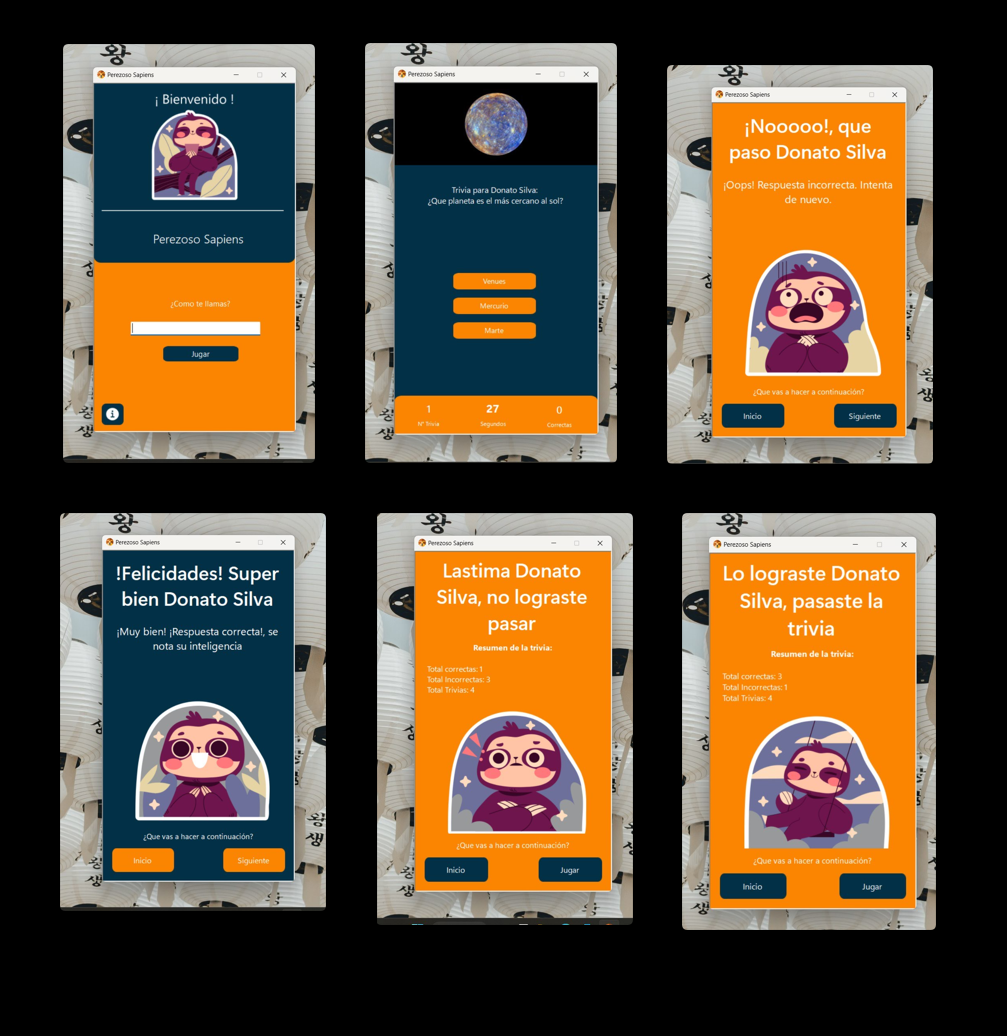 왕
Perezoso Sapiens
¡ Bienvenido !
Perezoso Sapiens
¿Como te llamas?
Jugar
i
왕
Perezoso Sapiens
Trivia para Donato Silva:
¿Que planeta es el más cercano al sol?
Venues
Mercurio
Marte
1
27
0
N° Trivia
Segundos
Correctas
왕
Perezoso Sapiens
¡Nooooo!, que
paso Donato Silva
¡Oops! Respuesta incorrecta. Intenta
de nuevo.
¿Que vas a hacer a continuación?
Inicio
Siguiente
왕
Perezoso Sapiens
!Felicidades! Super
bien Donato Silva
¡Muy bien! ¡Respuesta correcta!, se
nota su inteligencia
¿Que vas a hacer a continuación?
Inicio
Siguiente
왕
Perezoso Sapiens
Lastima Donato
Silva, no lograste
pasar
Resumen de la trivia:
Total correctas: 1
Total Incorrectas: 3
Total Trivias: 4
¿Que vas a hacer a continuación?
Inicio
Jugar
왕
Perezoso Sapiens
Lo lograste Donato
Silva, pasaste la
trivia
Resumen de la trivia:
Total correctas: 3
Total Incorrectas: 1
Total Trivias: 4
¿Que vas a hacer a continuación?
Inicio
Jugar